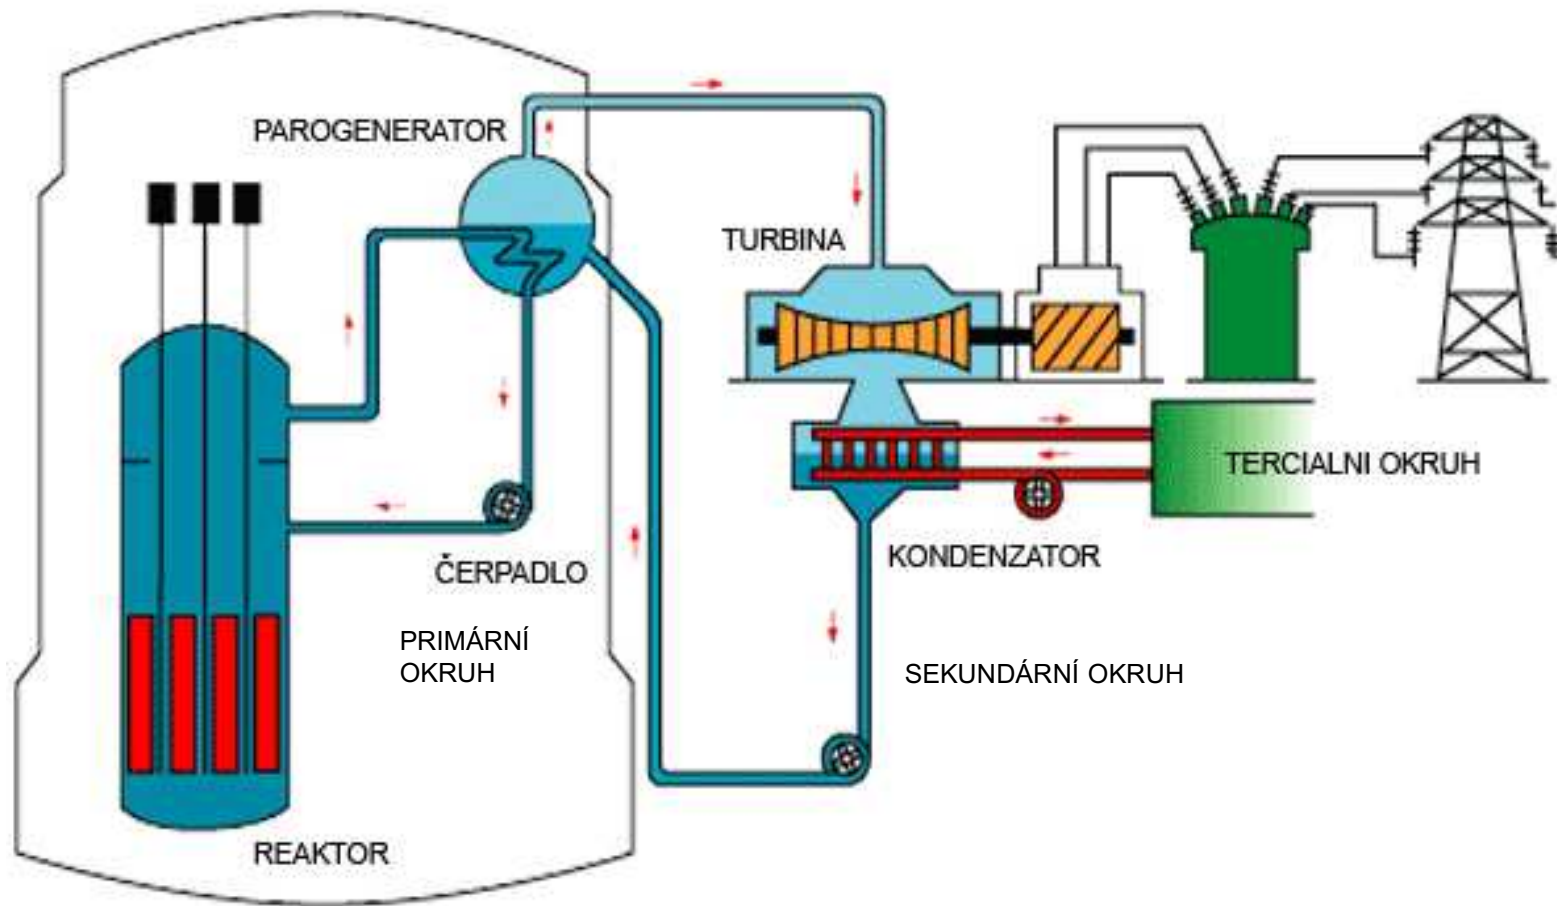 PAROGENERATOR
TURBINA
TERCIALNI OKRUH
KONDENZATOR
ČERPADLO
PRIMÁRNÍ
OKRUH
SEKUNDÁRNÍ OKRUH
REAKTOR